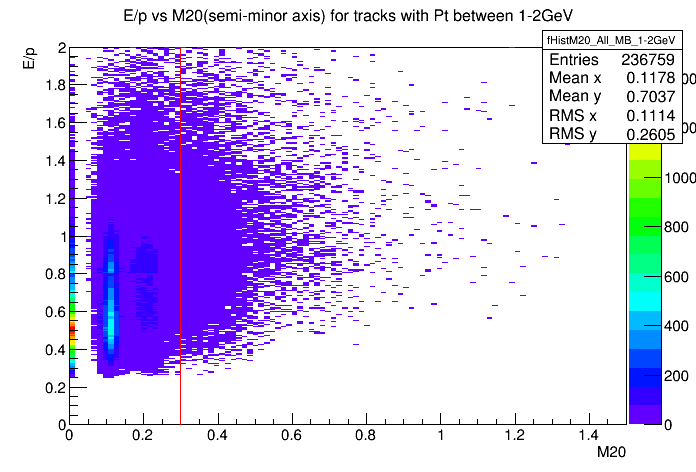 E/p vs M20(semi-minor axis) for tracks with Pt between 1-2GeV
fHistM20_All_MB_1-2GeV
Entries 236759
Mean x 0.1178
Mean y 0.7037
RMS x 0.1114
RMS y 0.2605
E/p
2
1.8
1.6
1.4
1.2
1
0.8
0.6
0.4
0.2
0
0 0.2 0.4 0.6 0.8 1 1.2 1.4
M20
1000
800
600
400
200
0